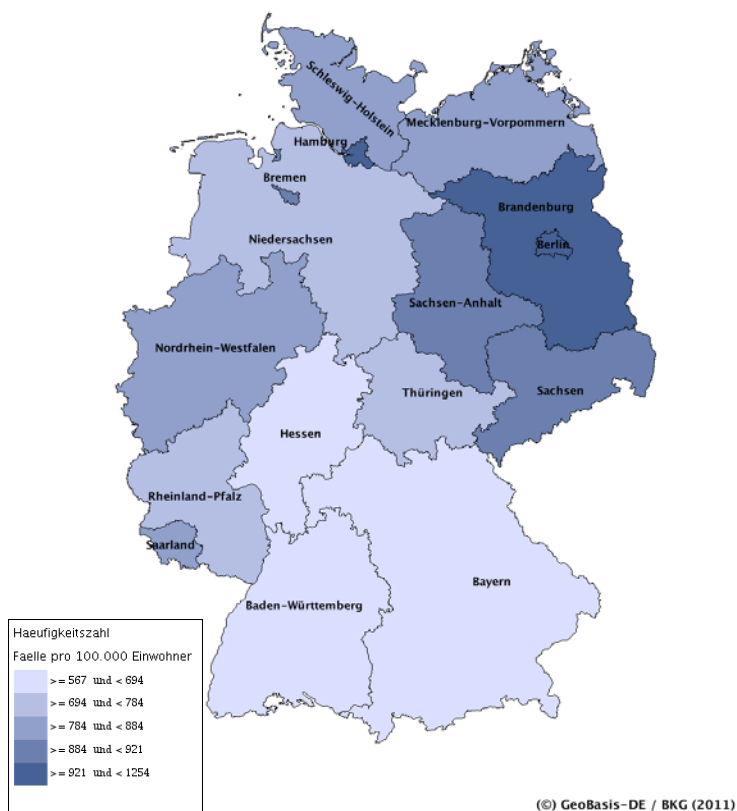 Schleswig-Holstein
Mecklenburg-Vorpommern
Hamburg
Bremen
Brandenburg
Niedersachsen
Berlin
Sachsen-Anhalt
Nordrhein-Westfalen
Thüringen
Sachsen
Hessen
Rheinland-Pfalz
Saarland
Bayern
Baden-Württemberg
Haeufigkeitszahl
Faelle pro 100.000 Einwohner
>= 567 und < 694
>= 694 und < 784
>= 784 und < 884
>= 884 und < 921
>= 921 und < 1254
(©) GeoBasis-DE / BKG (2011)